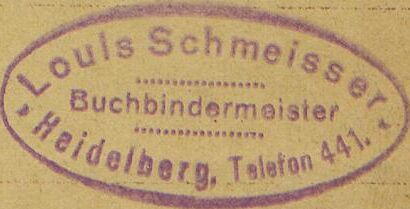 Louis Schmeisser
Buchbindermeister
Heidelberg, Telefon 441.